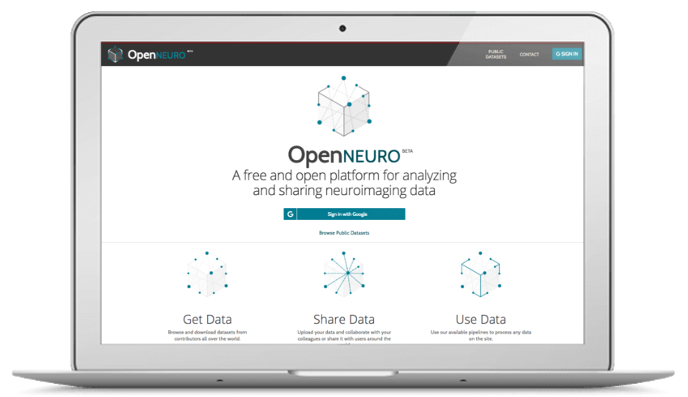 OpenNEURO BETA
PUBLIC
DATASETS
CONTACT
G SIGN IN
OpenNEURO BETA
A free and open platform for analyzing
and sharing neuroimaging data
G Sign in with Google
Browse Public Datasets
Get Data
Browse and download datasets from
contributors all over the world.
Share Data
Upload your data and collaborate with your
colleagues or share it with users around the
Use Data
Use our available pipelines to process any data
on the site.